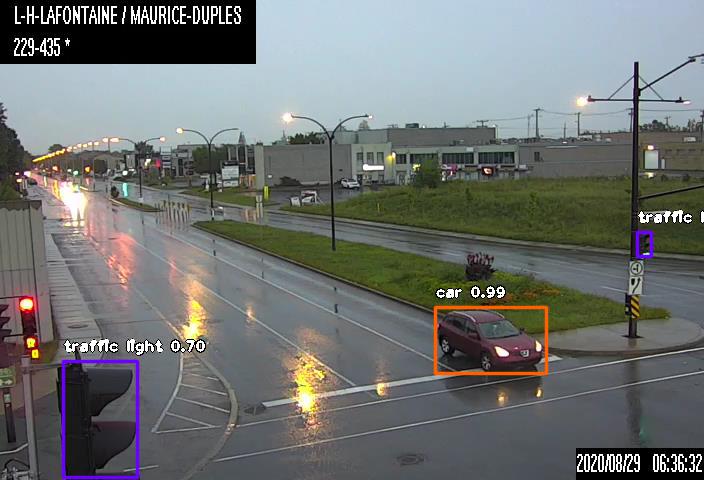 L-H-LAFONTAINE / MAURICE-DUPLES
229-435 *
traffic l
car 0.99
traffic light 0.70
2020/08/29 06:36:32